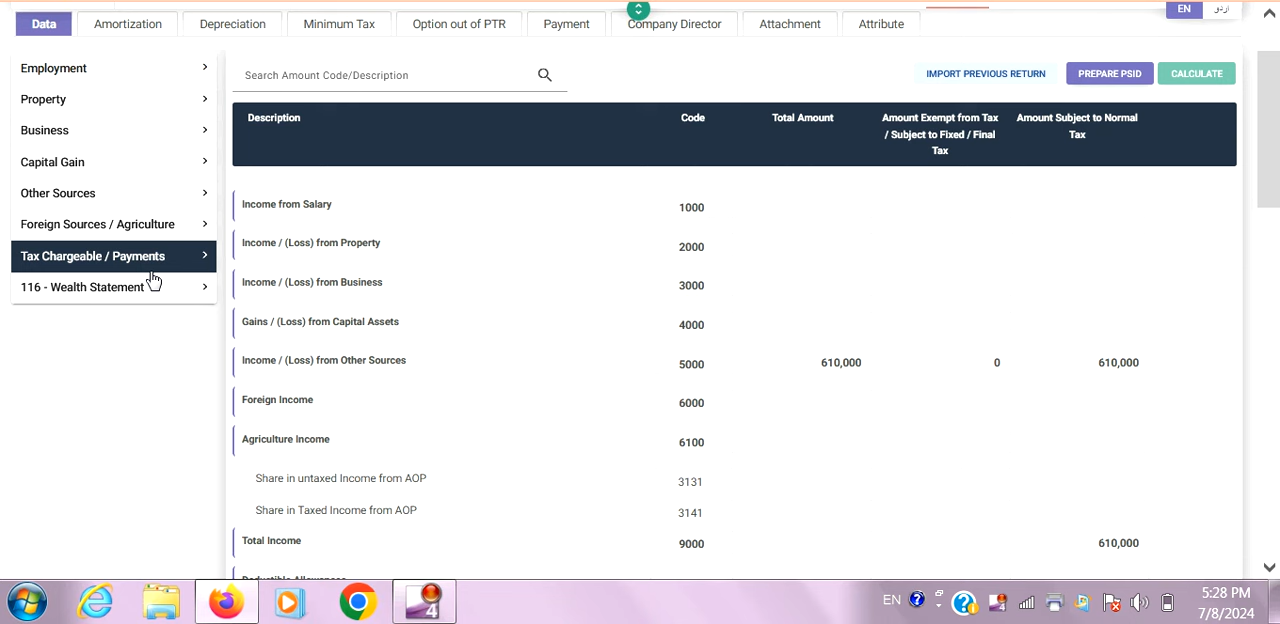 Data
Amortization
Depreciation
Minimum Tax
Option out of PTR
Payment
Company Director
Attachment
Attribute
EN
اردو
Employment
Property
Business
Capital Gain
Other Sources
Foreign Sources / Agriculture
Tax Chargeable / Payments
116 - Wealth Statement
Search Amount Code/Description
IMPORT PREVIOUS RETURN
PREPARE PSID
CALCULATE
Description
Code
Total Amount
Amount Exempt from Tax
/ Subject to Fixed / Final
Tax
Amount Subject to Normal
Tax
Income from Salary 1000
Income / (Loss) from Property 2000
Income / (Loss) from Business 3000
Gains / (Loss) from Capital Assets 4000
Income / (Loss) from Other Sources 5000 610,000 0 610,000
Foreign Income 6000
Agriculture Income 6100
Share in untaxed Income from AOP 3131
Share in Taxed Income from AOP 3141
Total Income 9000 610,000
Deductible Allowances
EN
5:28 PM
7/8/2024